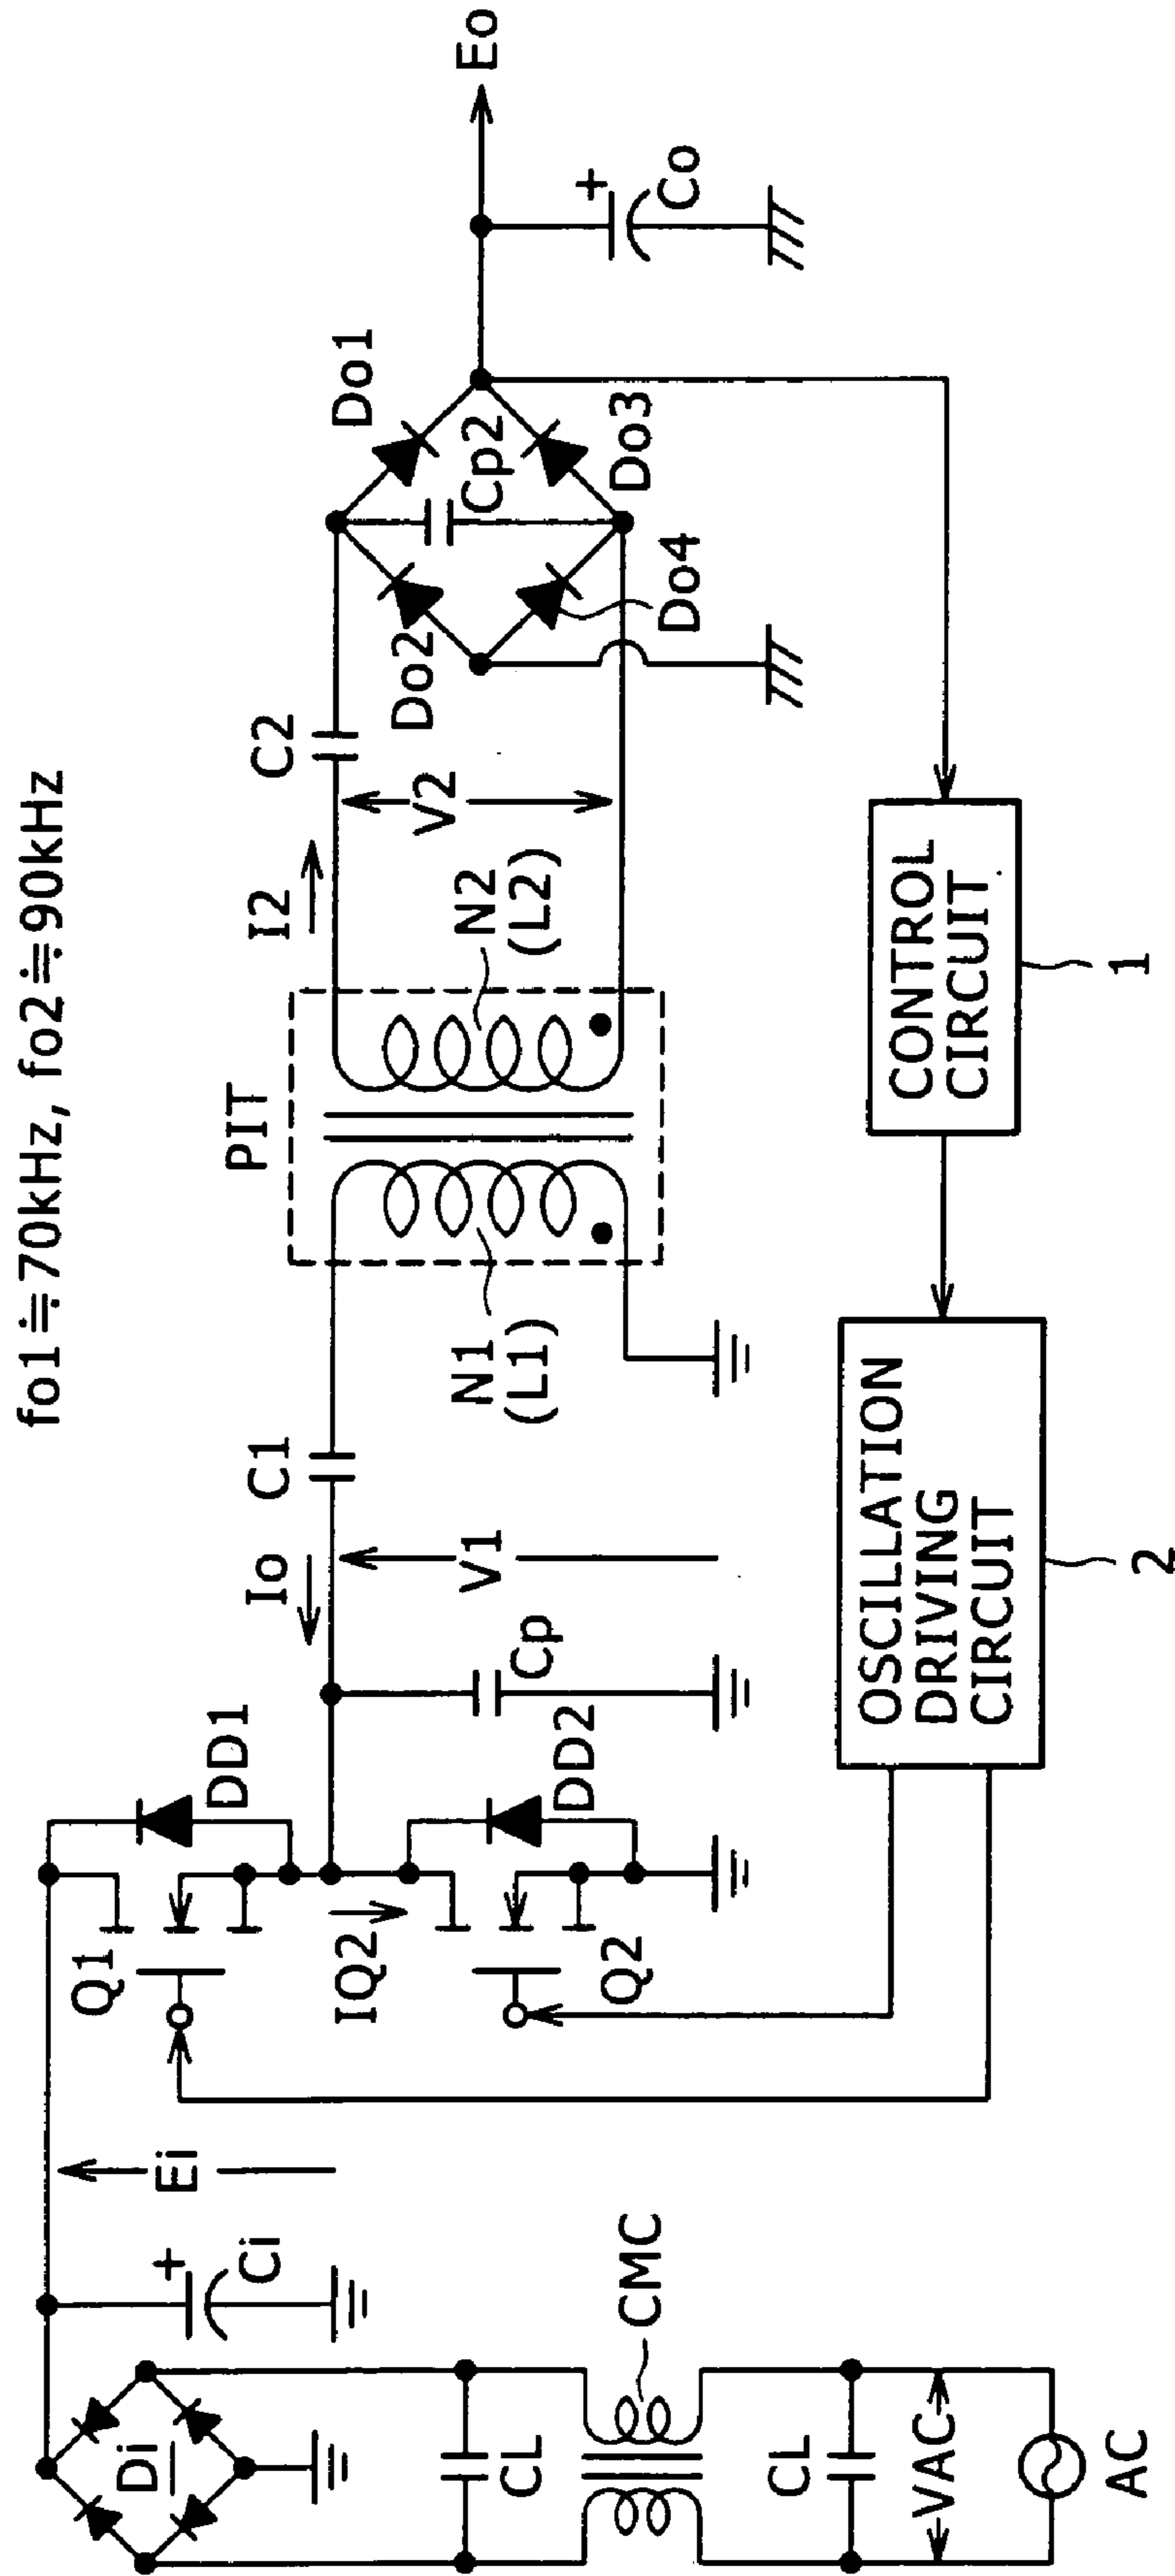 fo1≒70kHz, fo2≒90kHz
Ei
Ci
+
Di
CL
CMC
CL
VAC
AC
Q1
DD1
IQ2
Q2
DD2
Io
Cp
V1
C1
N1
(L1)
PIT
N2
(L2)
I2
V2
C2
Do1
Do2
Cp2
Do3
Do4
Eo
+
Co
OSCILLATION
DRIVING
CIRCUIT
2
CONTROL
CIRCUIT
1